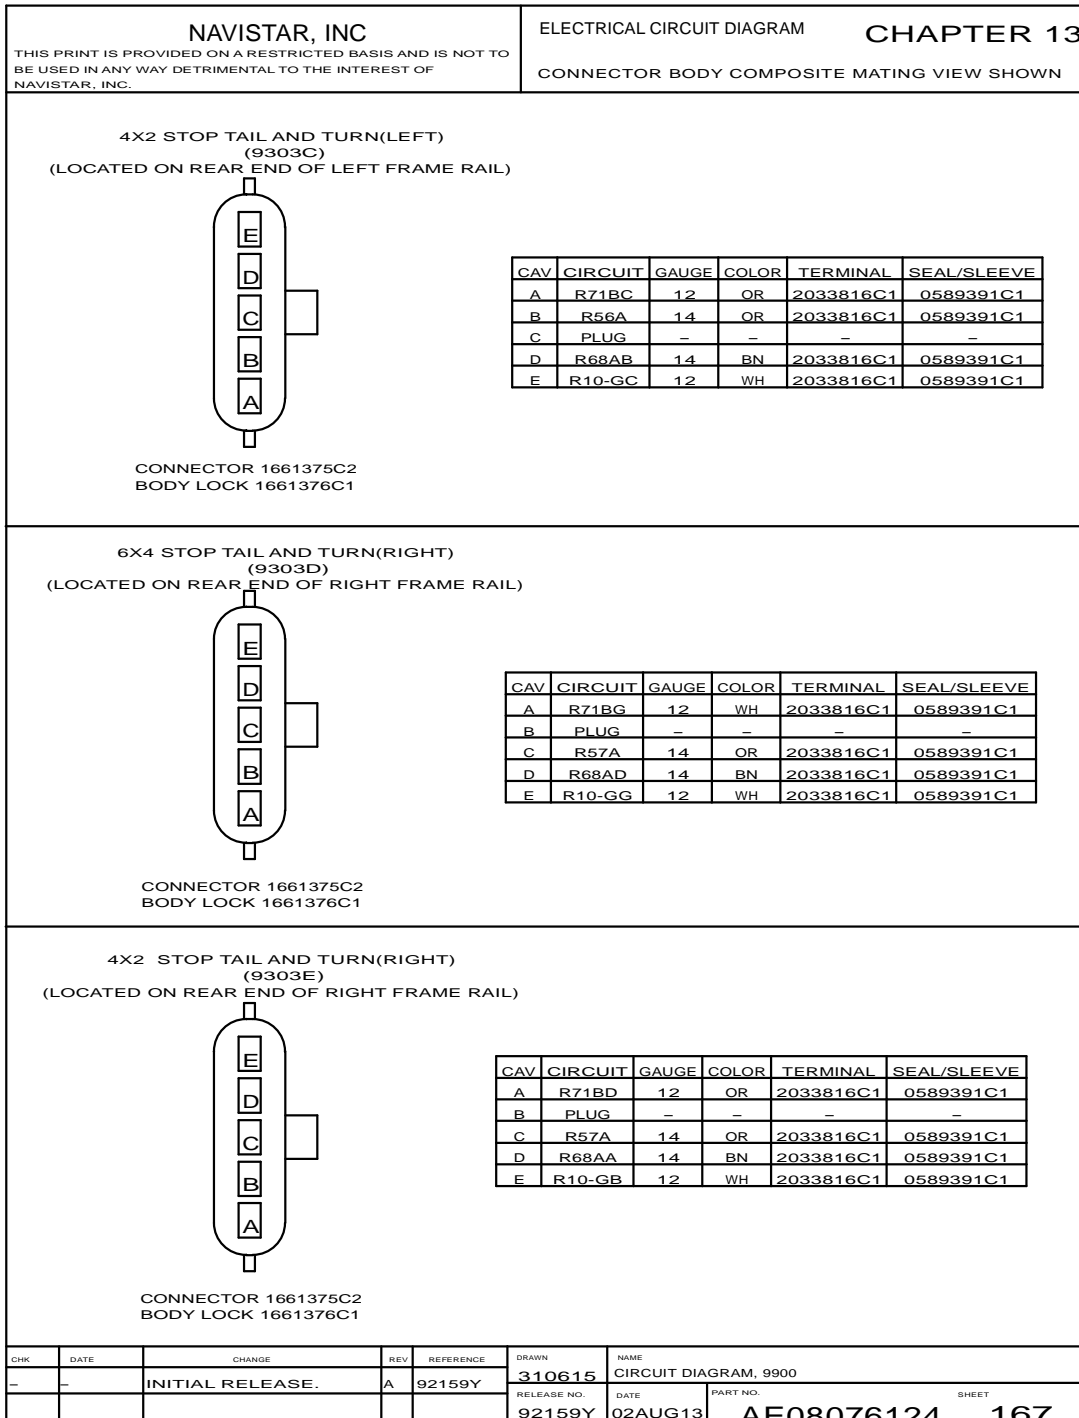 NAVISTAR, INC
THIS PRINT IS PROVIDED ON A RESTRICTED BASIS AND IS NOT TO
BE USED IN ANY WAY DETRIMENTAL TO THE INTEREST OF
NAVISTAR, INC.
ELECTRICAL CIRCUIT DIAGRAM CHAPTER 13
CONNECTOR BODY COMPOSITE MATING VIEW SHOWN
4X2 STOP TAIL AND TURN(LEFT)
(9303C)
(LOCATED ON REAR END OF LEFT FRAME RAIL)
E
D
C
B
A
CONNECTOR 1661375C2
BODY LOCK 1661376C1
CAV CIRCUIT GAUGE COLOR TERMINAL SEAL/SLEEVE
A R71BC 12 OR 2033816C1 0589391C1
B R56A 14 OR 2033816C1 0589391C1
C PLUG – – – –
D R68AB 14 BN 2033816C1 0589391C1
E R10-GC 12 WH 2033816C1 0589391C1
6X4 STOP TAIL AND TURN(RIGHT)
(9303D)
(LOCATED ON REAR END OF RIGHT FRAME RAIL)
E
D
C
B
A
CONNECTOR 1661375C2
BODY LOCK 1661376C1
CAV CIRCUIT GAUGE COLOR TERMINAL SEAL/SLEEVE
A R71BG 12 WH 2033816C1 0589391C1
B PLUG – – – –
C R57A 14 OR 2033816C1 0589391C1
D R68AD 14 BN 2033816C1 0589391C1
E R10-GG 12 WH 2033816C1 0589391C1
4X2 STOP TAIL AND TURN(RIGHT)
(9303E)
(LOCATED ON REAR END OF RIGHT FRAME RAIL)
E
D
C
B
A
CONNECTOR 1661375C2
BODY LOCK 1661376C1
CAV CIRCUIT GAUGE COLOR TERMINAL SEAL/SLEEVE
A R71BD 12 OR 2033816C1 0589391C1
B PLUG – – – –
C R57A 14 OR 2033816C1 0589391C1
D R68AA 14 BN 2033816C1 0589391C1
E R10-GB 12 WH 2033816C1 0589391C1
CHK DATE CHANGE REV REFERENCE
– – INITIAL RELEASE. A 92159Y
DRAWN
310615
NAME
CIRCUIT DIAGRAM, 9900
RELEASE NO.
92159Y
DATE
02AUG13
PART NO.
AE08076124
SHEET
167